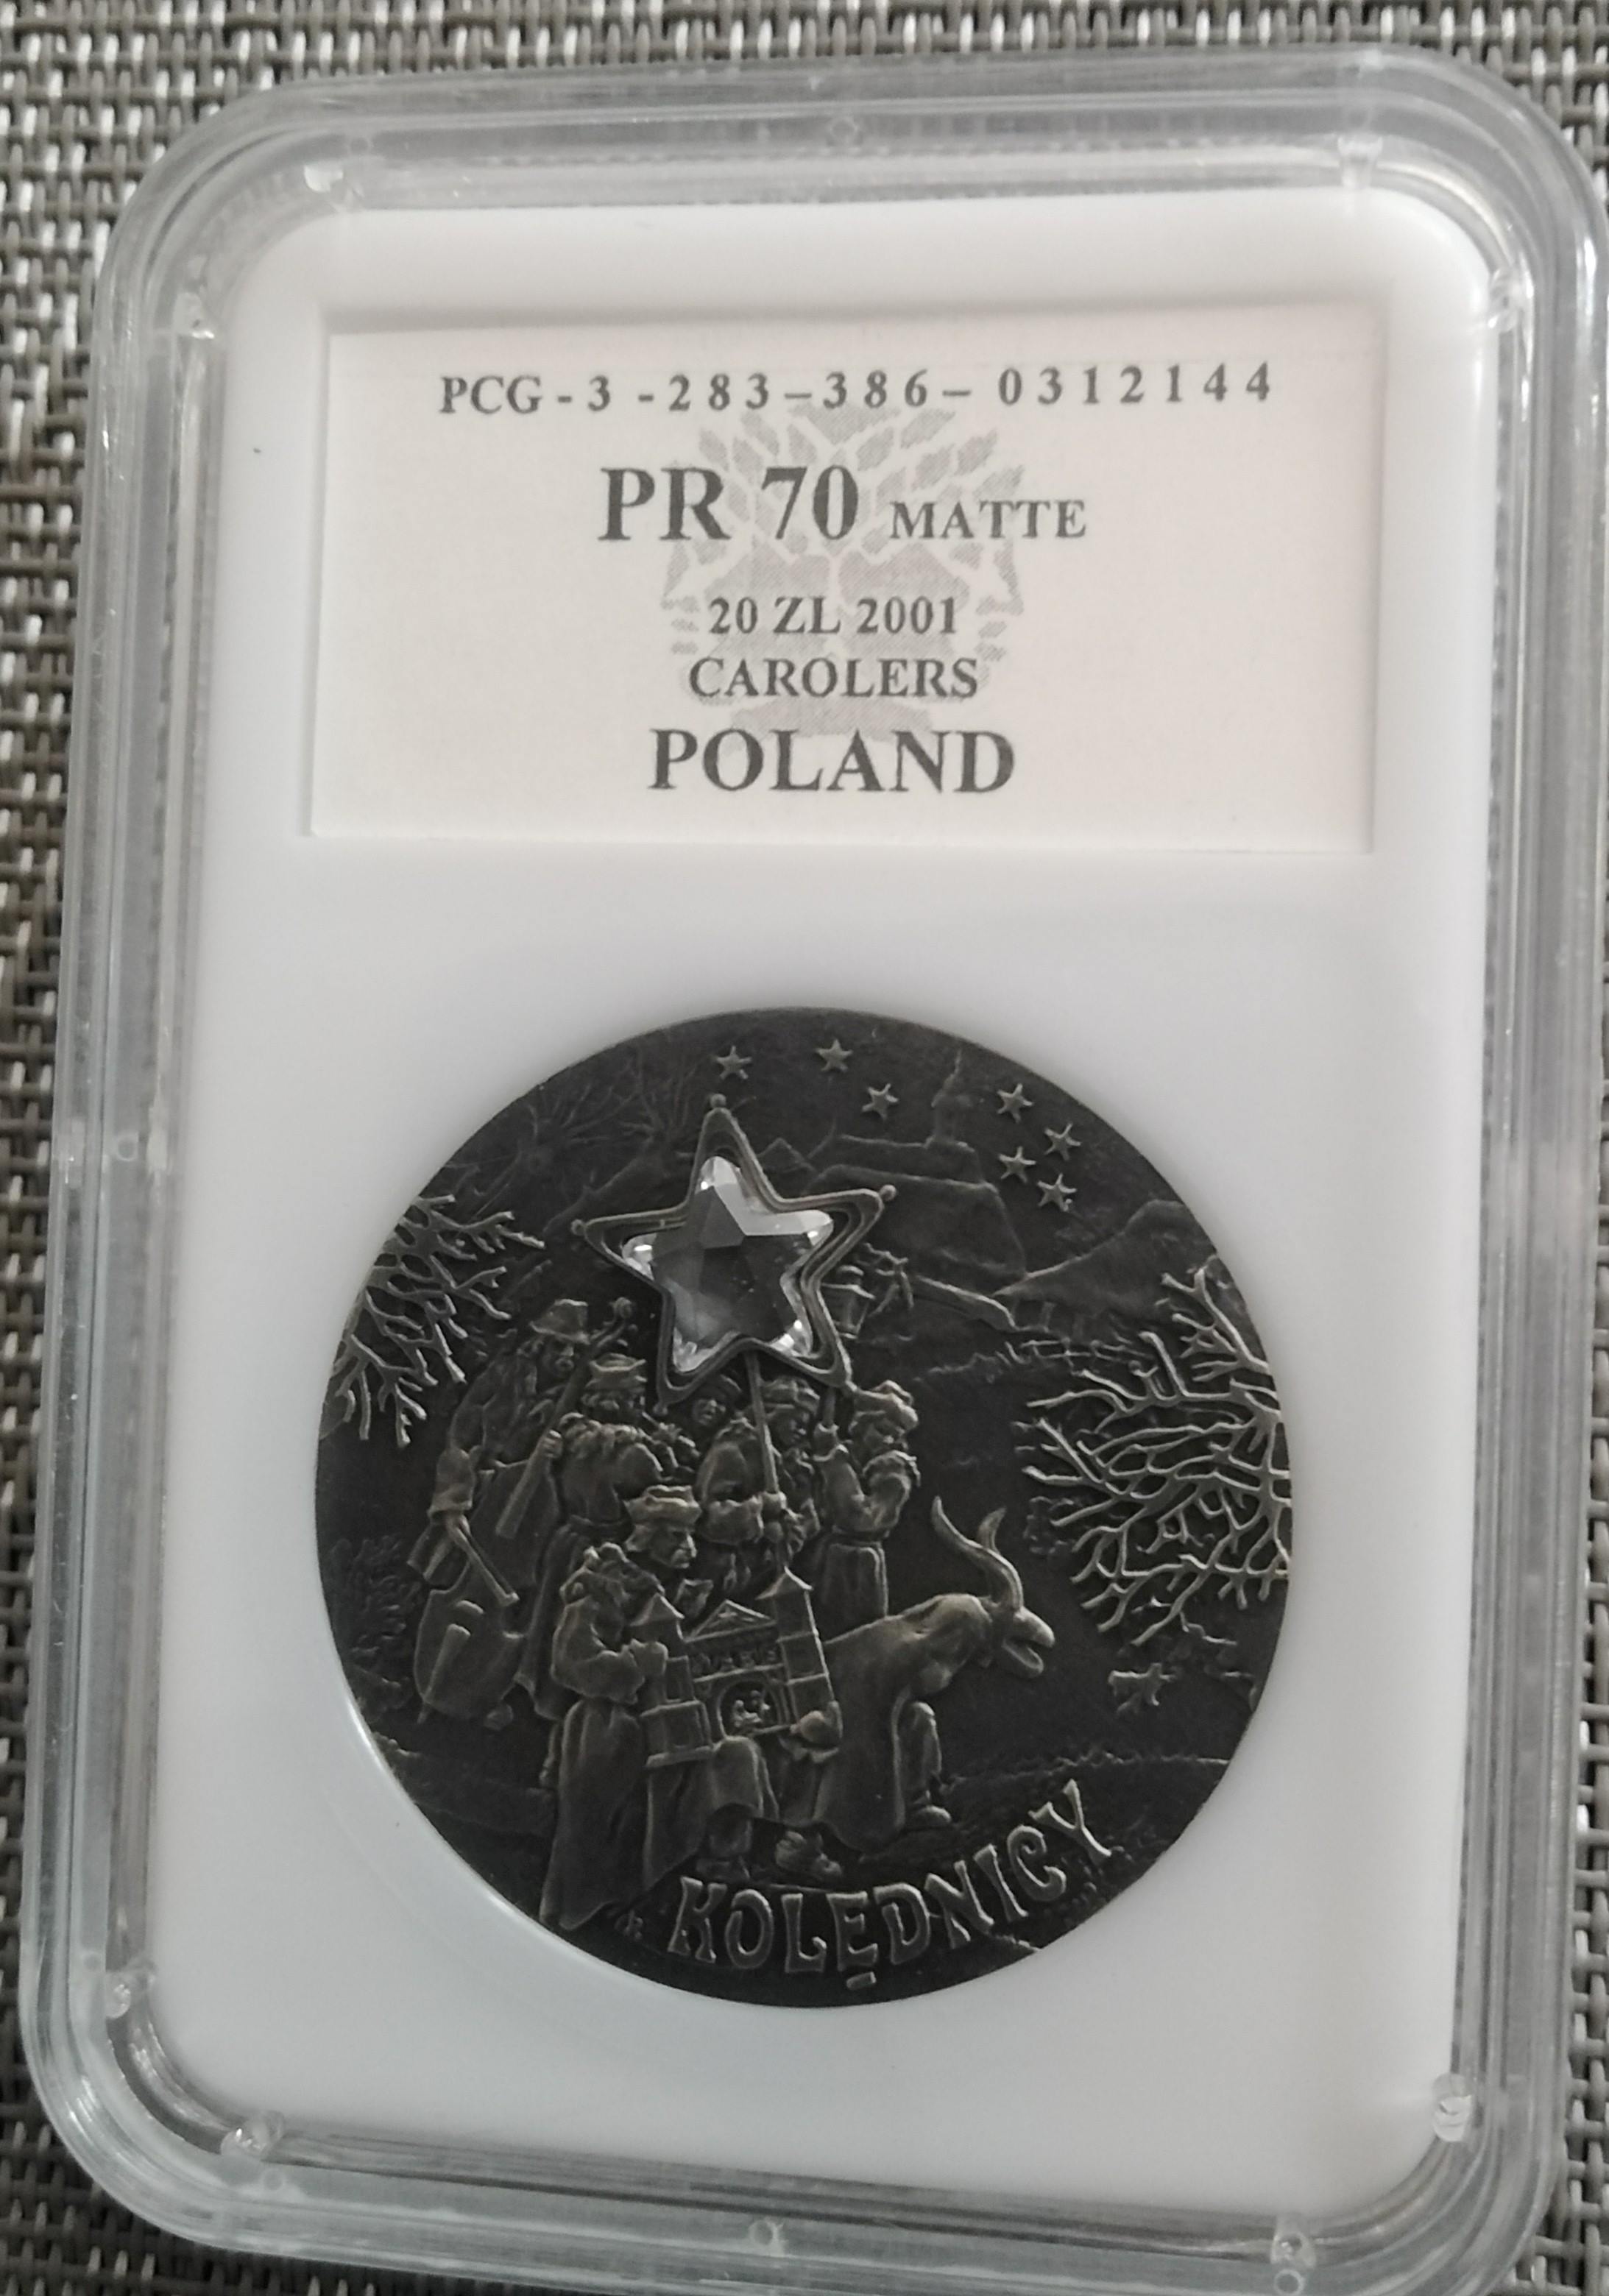 PCG-3-283-386-0312144
PR 70 MATTE
20 ZL 2001
CAROLERS
POLAND
KOLĘDNICY